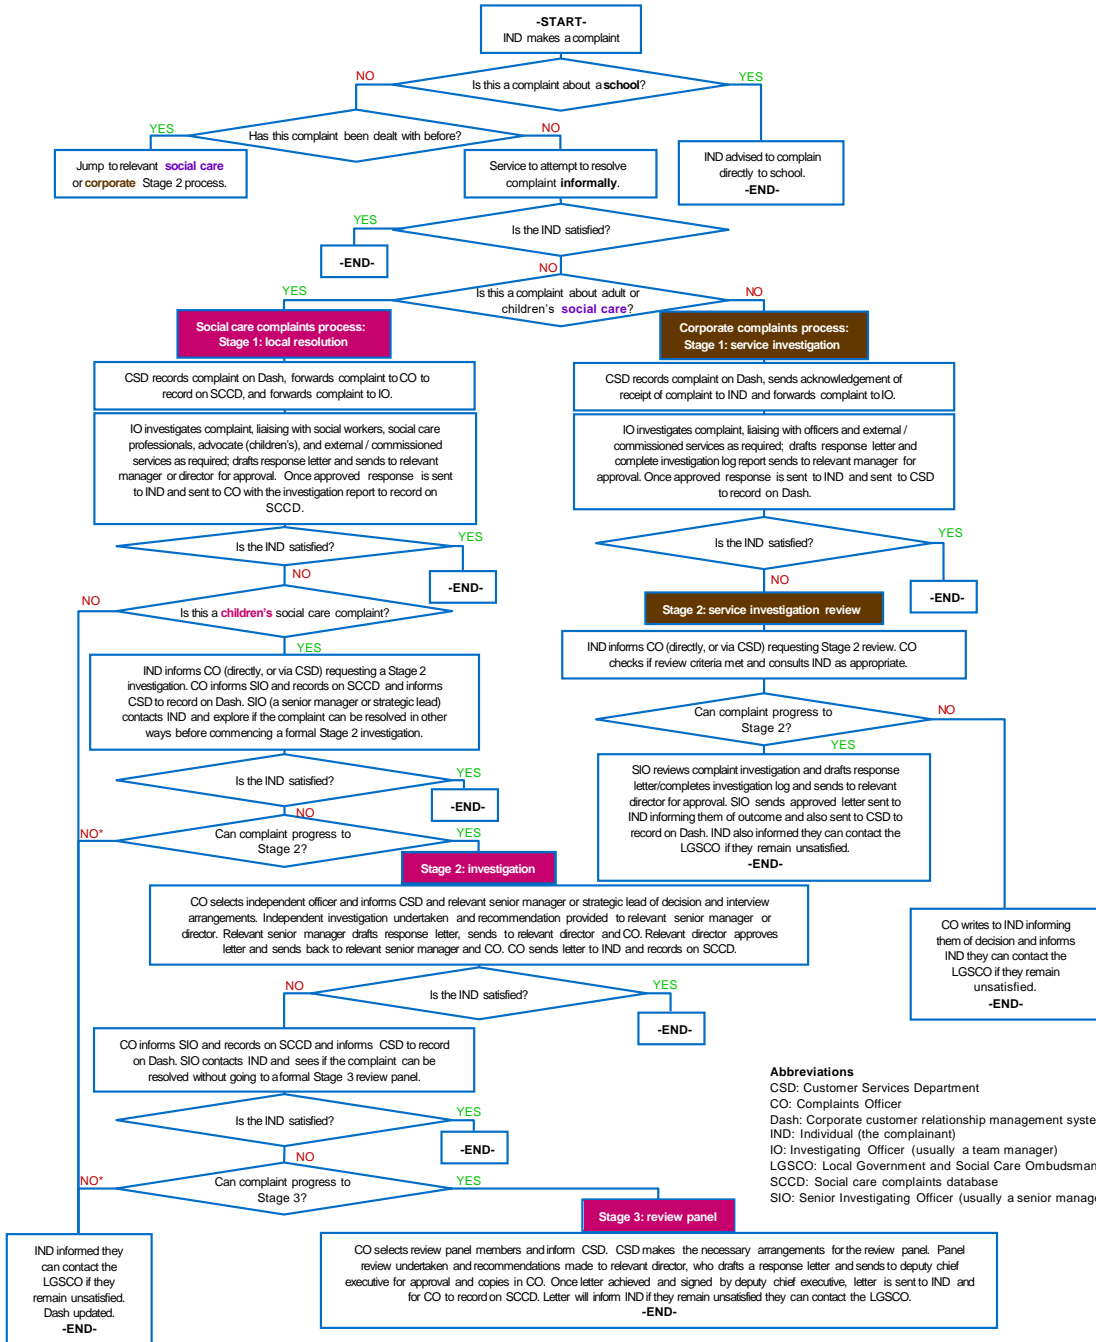 -START-
IND makes a complaint
NO
Is this a complaint about a school?
YES
YES
Has this complaint been dealt with before?
NO
Jump to relevant social care
or corporate Stage 2 process.
Service to attempt to resolve
complaint informally.
IND advised to complain
directly to school.
-END-
YES
Is the IND satisfied?
-END-
NO
YES
Is this a complaint about adult or
children's social care?
NO
Social care complaints process:
Stage 1: local resolution
Corporate complaints process:
Stage 1: service investigation
CSD records complaint on Dash, forwards complaint to CO to
record on SCCD, and forwards complaint to IO.
CSD records complaint on Dash, sends acknowledgement of
receipt of complaint to IND and forwards complaint to IO.
IO investigates complaint, liaising with social workers, social care
professionals, advocate (children's), and external / commissioned
services as required; drafts response letter and sends to relevant
manager or director for approval. Once approved response is sent
to IND and sent to CO with the investigation report to record on
SCCD.
IO investigates complaint, liaising with officers and external /
commissioned services as required; drafts response letter and
complete investigation log report sends to relevant manager for
approval. Once approved response is sent to IND and sent to CSD
to record on Dash.
Is the IND satisfied?
YES
-END-
NO
Is the IND satisfied?
YES
-END-
NO
NO
Is this a children's social care complaint?
YES
Stage 2: service investigation review
IND informs CO (directly, or via CSD) requesting Stage 2 review. CO
checks if review criteria met and consults IND as appropriate.
IND informs CO (directly, or via CSD) requesting a Stage 2
investigation. CO informs SIO and records on SCCD and informs
CSD to record on Dash. SIO (a senior manager or strategic lead)
contacts IND and explore if the complaint can be resolved in other
ways before commencing a formal Stage 2 investigation.
Can complaint progress to
Stage 2?
NO
YES
SIO reviews complaint investigation and drafts response
letter/completes investigation log and sends to relevant
director for approval. SIO sends approved letter sent to
IND informing them of outcome and also sent to CSD to
record on Dash. IND also informed they can contact the
LGSCO if they remain unsatisfied.
-END-
Is the IND satisfied?
YES
-END-
NO
NO*
Can complaint progress to
Stage 2?
YES
Stage 2: investigation
CO selects independent officer and informs CSD and relevant senior manager or strategic lead of decision and interview
arrangements. Independent investigation undertaken and recommendation provided to relevant senior manager or
director. Relevant senior manager drafts response letter, sends to relevant director and CO. Relevant director approves
letter and sends back to relevant senior manager and CO. CO sends letter to IND and records on SCCD.
CO writes to IND informing
them of decision and informs
IND they can contact the
LGSCO if they remain
unsatisfied.
-END-
NO
Is the IND satisfied?
YES
-END-
CO informs SIO and records on SCCD and informs CSD to record
on Dash. SIO contacts IND and sees if the complaint can be
resolved without going to a formal Stage 3 review panel.
Is the IND satisfied?
YES
-END-
NO
NO*
Can complaint progress to
Stage 3?
YES
Abbreviations
CSD: Customer Services Department
CO: Complaints Officer
Dash: Corporate customer relationship management syste
IND: Individual (the complainant)
IO: Investigating Officer (usually a team manager)
LGSCO: Local Government and Social Care Ombudsman
SCCD: Social care complaints database
SIO: Senior Investigating Officer (usually a senior manage
Stage 3: review panel
CO selects review panel members and inform CSD. CSD makes the necessary arrangements for the review panel. Panel
review undertaken and recommendations made to relevant director, who drafts a response letter and sends to deputy chief
executive for approval and copies in CO. Once letter achieved and signed by deputy chief executive, letter is sent to IND and
for CO to record on SCCD. Letter will inform IND if they remain unsatisfied they can contact the LGSCO.
-END-
IND informed they
can contact the
LGSCO if they
remain unsatisfied.
Dash updated.
-END-